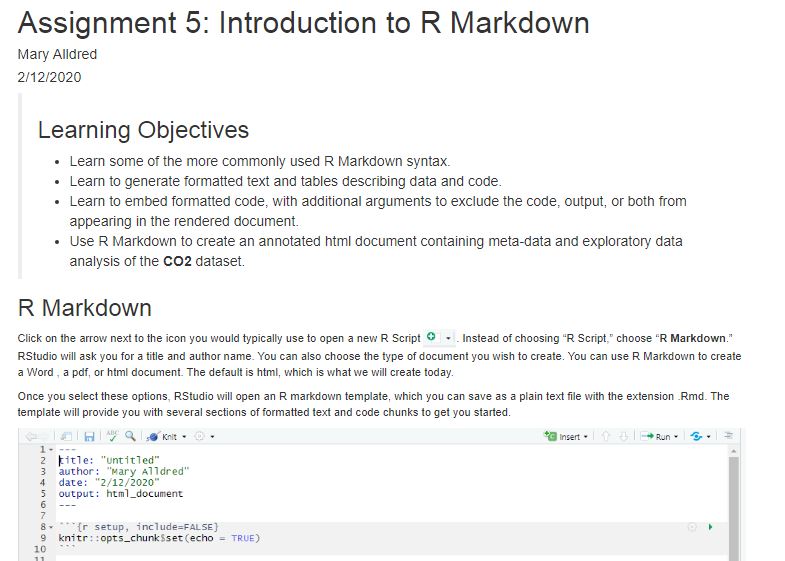 Assignment 5: Introduction to R Markdown
Mary Alldred
2/12/2020
Learning Objectives
• Learn some of the more commonly used R Markdown syntax.
• Learn to generate formatted text and tables describing data and code.
• Learn to embed formatted code, with additional arguments to exclude the code, output, or both from
appearing in the rendered document.
• Use R Markdown to create an annotated html document containing meta-data and exploratory data
analysis of the CO2 dataset.
R Markdown
Click on the arrow next to the icon you would typically use to open a new R Script . Instead of choosing “R Script,” choose “R Markdown.”
RStudio will ask you for a title and author name. You can also choose the type of document you wish to create. You can use R Markdown to create
a Word , a pdf, or html document. The default is html, which is what we will create today.
Once you select these options, RStudio will open an R markdown template, which you can save as a plain text file with the extension .Rmd. The
template will provide you with several sections of formatted text and code chunks to get you started.
ABC Knit Insert Run
1 ---
2 title: "Untitled"
3 author: "Mary Alldred"
4 date: "2/12/2020"
5 output: html_document
6 ---
7
8 ```{r setup, include=FALSE}
9 knitr::opts_chunk$set(echo = TRUE)
10 ```
11